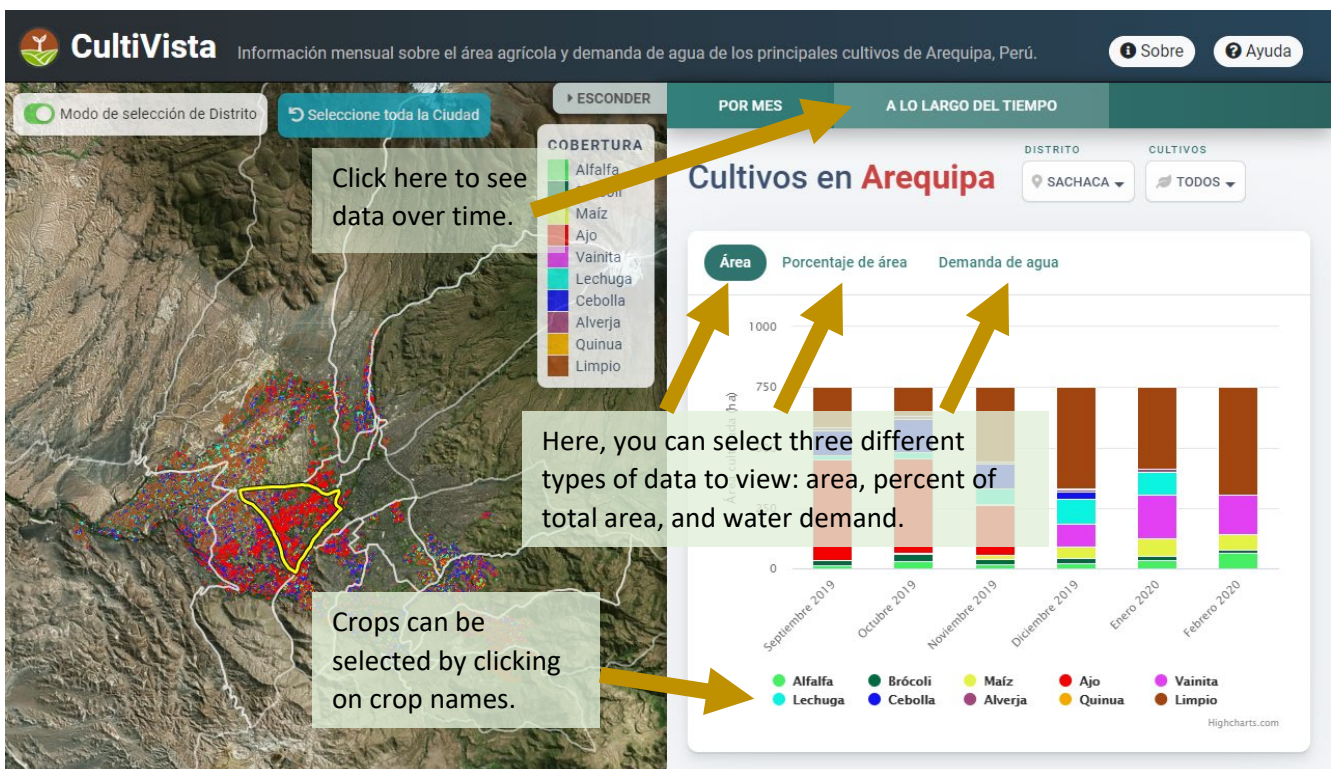 CultiVista
Información mensual sobre el área agrícola y demanda de agua de los principales cultivos de Arequipa, Perú.
Sobre
Ayuda
Modo de selección de Distrito
Seleccione toda la Ciudad
ESCONDER
COBERTURA
Alfalfa
Maíz
Ajo
Vainita
Lechuga
Cebolla
Alverja
Quinua
Limpio
Click here to see
data over time.
POR MES
A LO LARGO DEL TIEMPO
Cultivos en Arequipa
DISTRITO
SACHACA
CULTIVOS
TODOS
Área
Porcentaje de área
Demanda de agua
1000
750
0
Here, you can select three different
types of data to view: area, percent of
total area, and water demand.
Septiembre 2019
Octubre 2019
Noviembre 2019
Diciembre 2019
Enero 2020
Febrero 2020
Crops can be
selected by clicking
on crop names.
Alfalfa
Brócoli
Maíz
Ajo
Vainita
Lechuga
Cebolla
Alverja
Quinua
Limpio
Highcharts.com